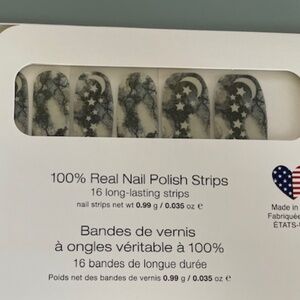 100% Real Nail Polish Strips
16 long-lasting strips
nail strips net wt 0.99 g / 0.035 oz ℮
Made in
Bandes de vernis
à ongles véritable à 100%
16 bandes de longue durée
Poids net des bandes de vernis 0.99 g / 0.035 oz ℮
Fabriquée
ÉTATS-